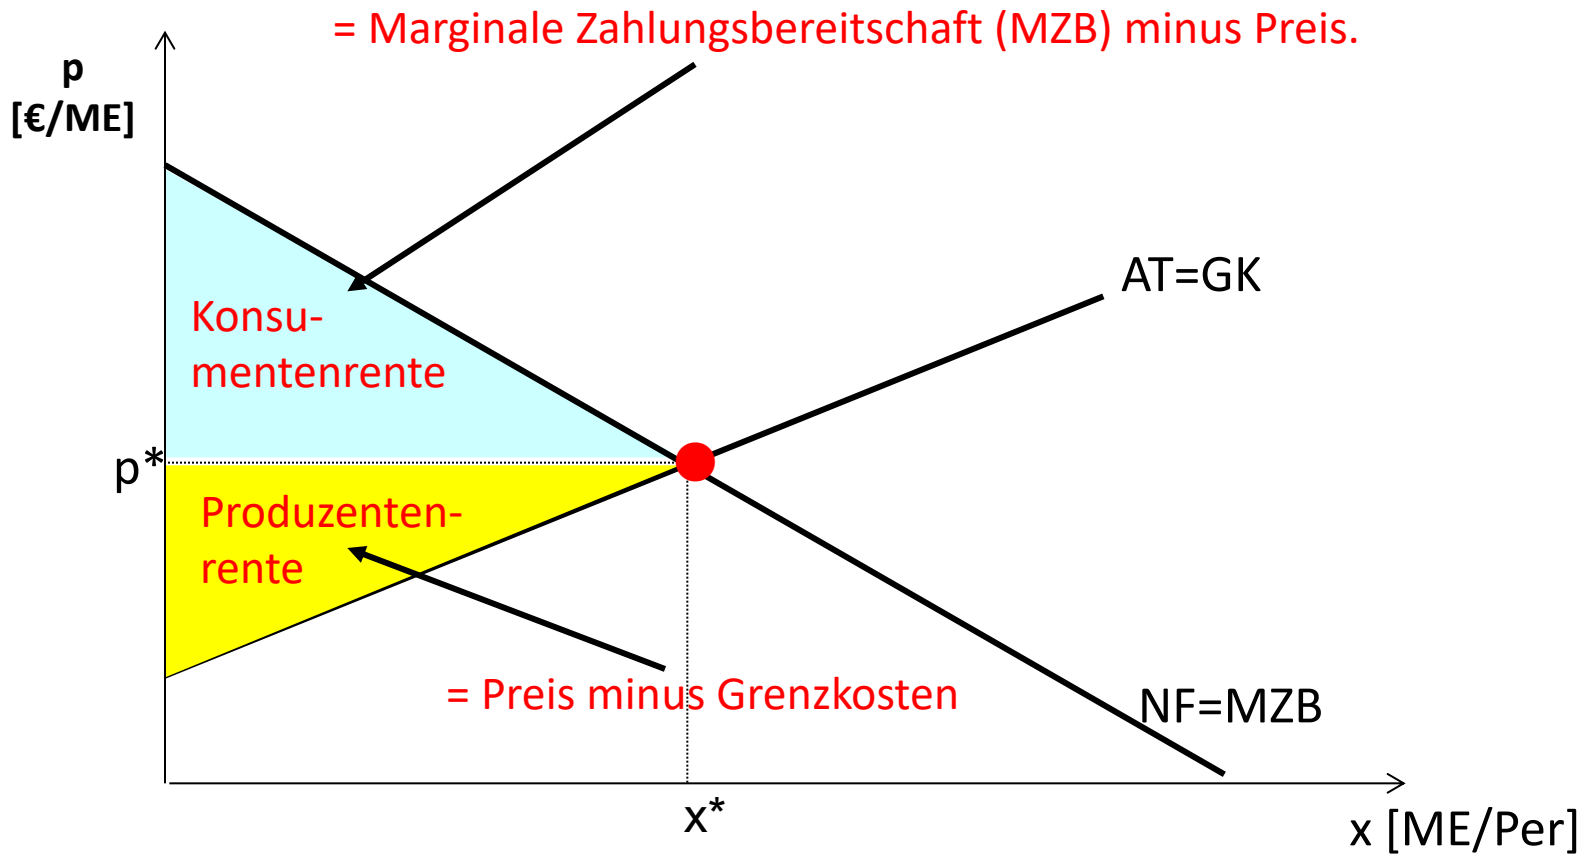 = Marginale Zahlungsbereitschaft (MZB) minus Preis.
p
[€/ME]
AT=GK
Konsu-
mentenrente
p*
Produzenten-
rente
= Preis minus Grenzkosten
NF=MZB
x*
x [ME/Per]